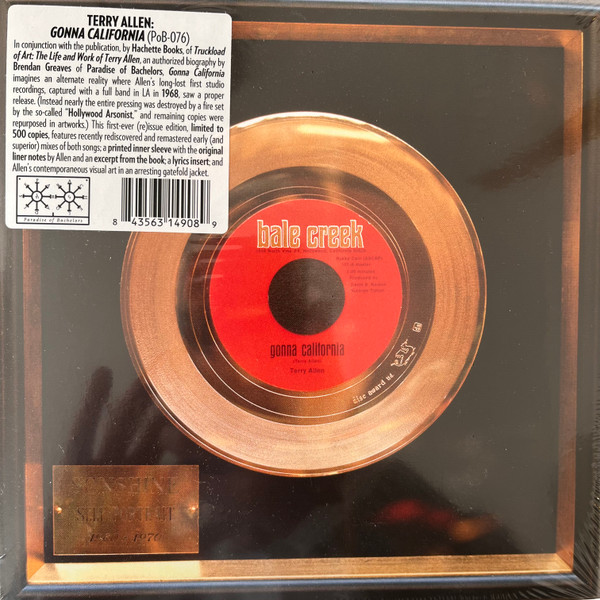 TERRY ALLEN:
GONNA CALIFORNIA (PoB-076)
In conjunction with the publication, by Hachette Books, of Truckload
of Art: The Life and Work of Terry Allen, an authorized biography by
Brendan Greaves of Paradise of Bachelors, Gonna California
imagines an alternate reality where Allen's long-lost first studio
recordings, captured with a full band in LA in 1968, saw a proper
release. (Instead nearly the entire pressing was destroyed by a fire set
by the so-called "Hollywood Arsonist," and remaining copies were
repurposed in artworks.) This first-ever (re)issue edition, limited to
500 copies, features recently rediscovered and remastered early (and
superior) mixes of both songs; a printed inner sleeve with the original
liner notes by Allen and an excerpt from the book; a lyrics insert; and
Allen's contemporaneous visual art in an arresting gatefold jacket.
Paradise of Bachelors
8 43563 14908 9
bale creek
gonna california
Terry Allen
disc award
SONSHINE
1970